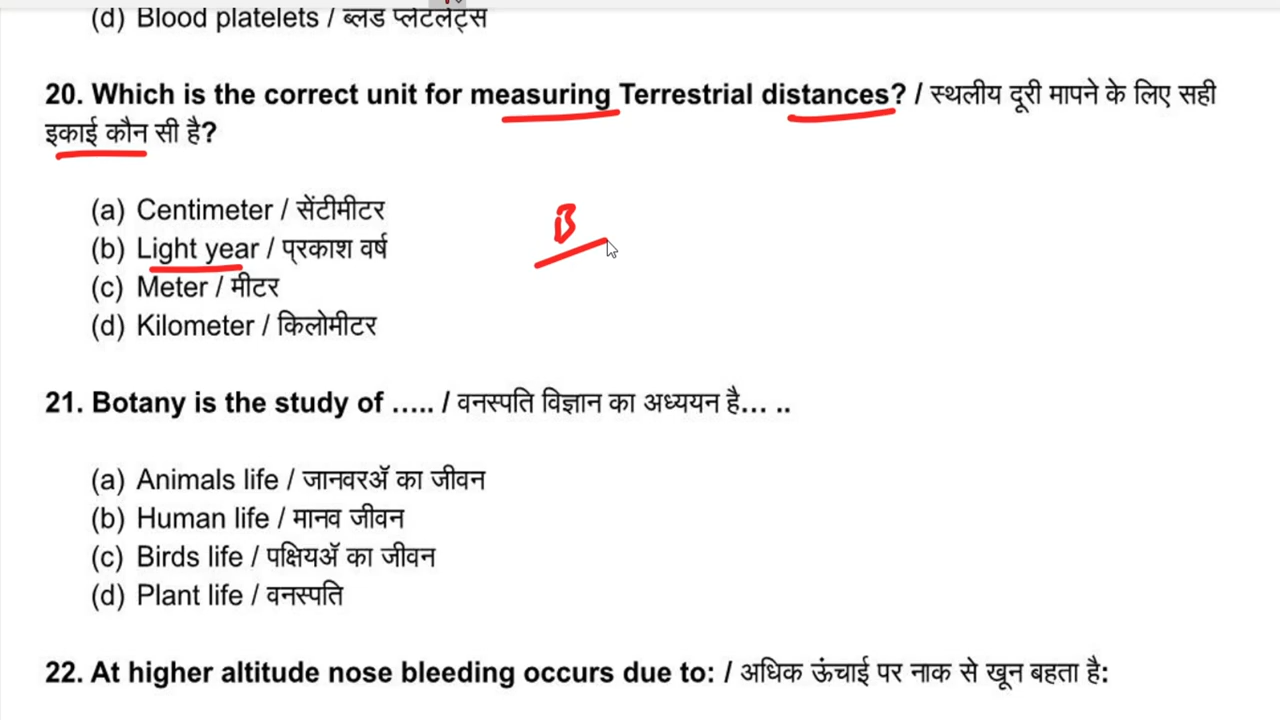 (d) Blood platelets / ब्लड प्लेटलेट्स
20. Which is the correct unit for measuring Terrestrial distances? / स्थलीय दूरी मापने के लिए सही
इकाई कौन सी है?
(a) Centimeter / सेंटीमीटर
(b) Light year / प्रकाश वर्ष
B
(c) Meter / मीटर
(d) Kilometer / किलोमीटर
21. Botany is the study of ..... / वनस्पति विज्ञान का अध्ययन है... ..
(a) Animals life / जानवरॲ का जीवन
(b) Human life / मानव जीवन
(c) Birds life / पक्षियॲ का जीवन
(d) Plant life / वनस्पति
22. At higher altitude nose bleeding occurs due to: / अधिक ऊंचाई पर नाक से खून बहता है: